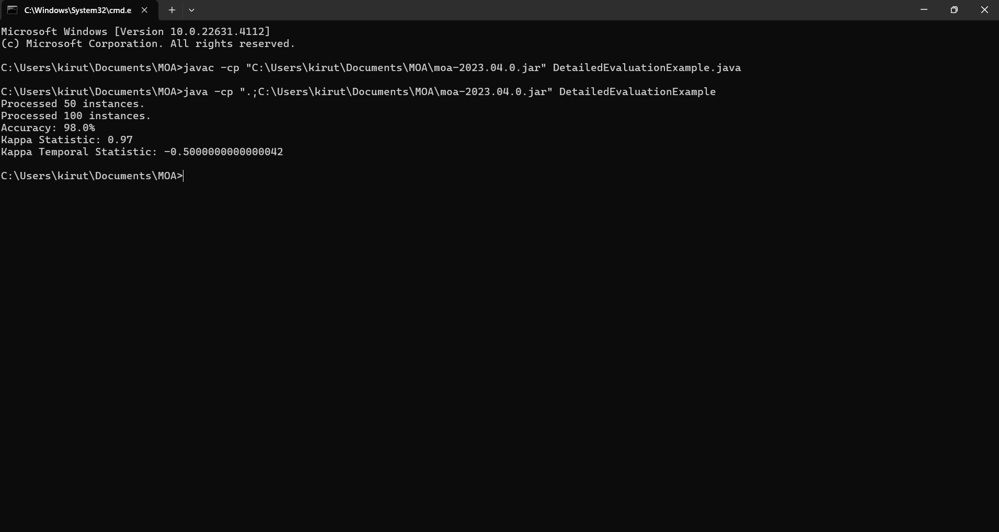 C:\Windows\System32\cmd.e
Microsoft Windows [Version 10.0.22631.4112]
(c) Microsoft Corporation. All rights reserved.
C:\Users\kirut\Documents\MOA>javac -cp "C:\Users\kirut\Documents\MOA\moa-2023.04.0.jar" DetailedEvaluationExample.java
C:\Users\kirut\Documents\MOA>java -cp ".;C:\Users\kirut\Documents\MOA\moa-2023.04.0.jar" DetailedEvaluationExample
Processed 50 instances.
Processed 100 instances.
Accuracy: 98.0%
Kappa Statistic: 0.97
Kappa Temporal Statistic: -0.5000000000000042
C:\Users\kirut\Documents\MOA>